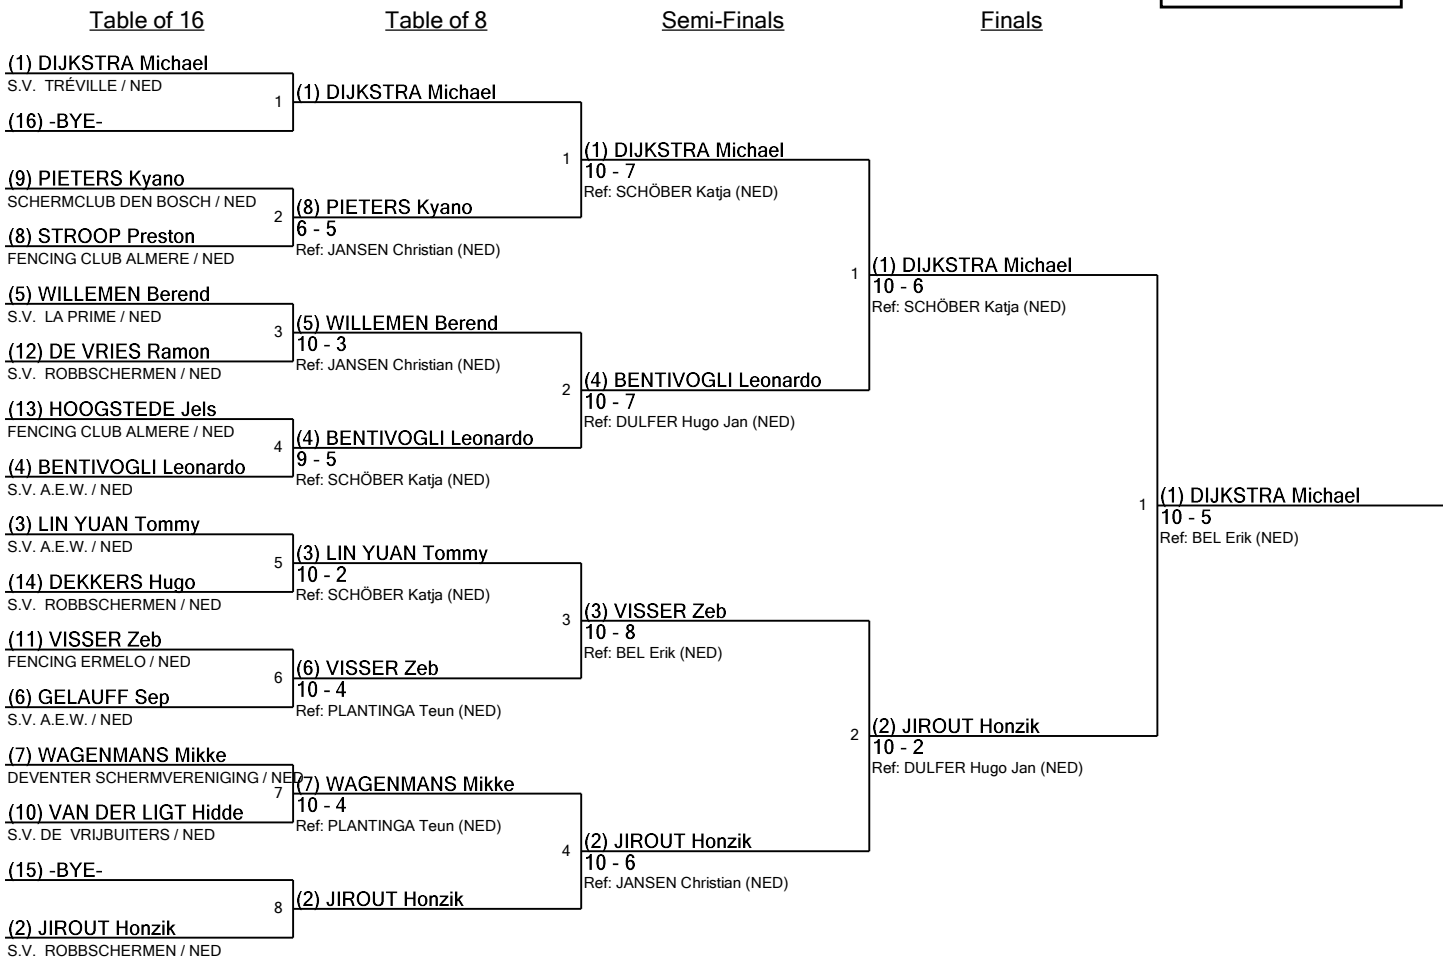 Table of 16
Table of 8
Semi-Finals
Finals
(1) DIJKSTRA Michael
S.V. TRÉVILLE / NED
1
(16) -BYE-
(9) PIETERS Kyano
SCHERMCLUB DEN BOSCH / NED
2
(8) STROOP Preston
FENCING CLUB ALMERE / NED
(5) WILLEMEN Berend
S.V. LA PRIME / NED
3
(12) DE VRIES Ramon
S.V. ROBBSCHERMEN / NED
(13) HOOGSTEDE Jels
FENCING CLUB ALMERE / NED
4
(4) BENTIVOGLI Leonardo
S.V. A.E.W. / NED
(3) LIN YUAN Tommy
S.V. A.E.W. / NED
5
(14) DEKKERS Hugo
S.V. ROBBSCHERMEN / NED
(11) VISSER Zeb
FENCING ERMELO / NED
6
(6) GELAUFF Sep
S.V. A.E.W. / NED
(7) WAGENMANS Mikke
DEVENTER SCHERMVERENIGING / NED
7
(10) VAN DER LIGT Hidde
S.V. DE VRIJBUITERS / NED
(15) -BYE-
8
(2) JIROUT Honzik
S.V. ROBBSCHERMEN / NED
(1) DIJKSTRA Michael
1
(8) PIETERS Kyano
6 - 5
Ref: JANSEN Christian (NED)
(5) WILLEMEN Berend
10 - 3
Ref: JANSEN Christian (NED)
2
(4) BENTIVOGLI Leonardo
9 - 5
Ref: SCHÖBER Katja (NED)
(3) LIN YUAN Tommy
10 - 2
Ref: SCHÖBER Katja (NED)
3
(6) VISSER Zeb
10 - 4
Ref: PLANTINGA Teun (NED)
(7) WAGENMANS Mikke
10 - 4
Ref: PLANTINGA Teun (NED)
4
(2) JIROUT Honzik
(1) DIJKSTRA Michael
10 - 7
Ref: SCHÖBER Katja (NED)
1
(4) BENTIVOGLI Leonardo
10 - 7
Ref: DULFER Hugo Jan (NED)
(3) VISSER Zeb
10 - 8
Ref: BEL Erik (NED)
2
(2) JIROUT Honzik
10 - 6
Ref: JANSEN Christian (NED)
(1) DIJKSTRA Michael
10 - 6
Ref: SCHÖBER Katja (NED)
1
(2) JIROUT Honzik
10 - 2
Ref: DULFER Hugo Jan (NED)
(1) DIJKSTRA Michael
10 - 5
Ref: BEL Erik (NED)